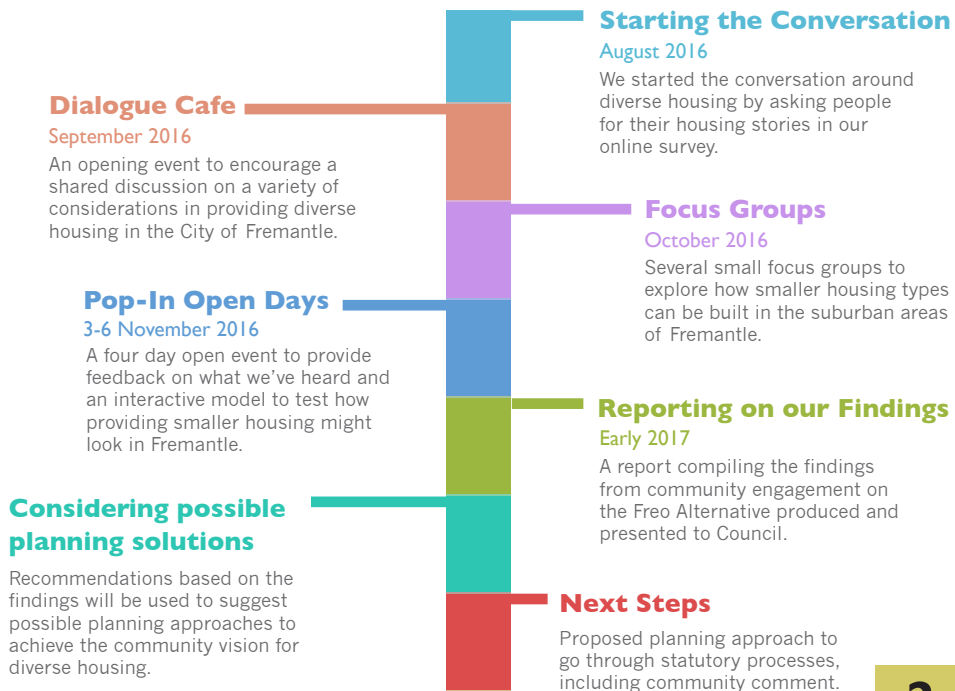 Starting the Conversation
August 2016
We started the conversation around
diverse housing by asking people
for their housing stories in our
online survey.
Dialogue Cafe
September 2016
An opening event to encourage a
shared discussion on a variety of
considerations in providing diverse
housing in the City of Fremantle.
Focus Groups
October 2016
Several small focus groups to
explore how smaller housing types
can be built in the suburban areas
of Fremantle.
Pop-In Open Days
3-6 November 2016
A four day open event to provide
feedback on what we've heard and
an interactive model to test how
providing smaller housing might
look in Fremantle.
Reporting on our Findings
Early 2017
A report compiling the findings
from community engagement on
the Freo Alternative produced and
presented to Council.
Considering possible
planning solutions
Recommendations based on the
findings will be used to suggest
possible planning approaches to
achieve the community vision for
diverse housing.
Next Steps
Proposed planning approach to
go through statutory processes,
including community comment.